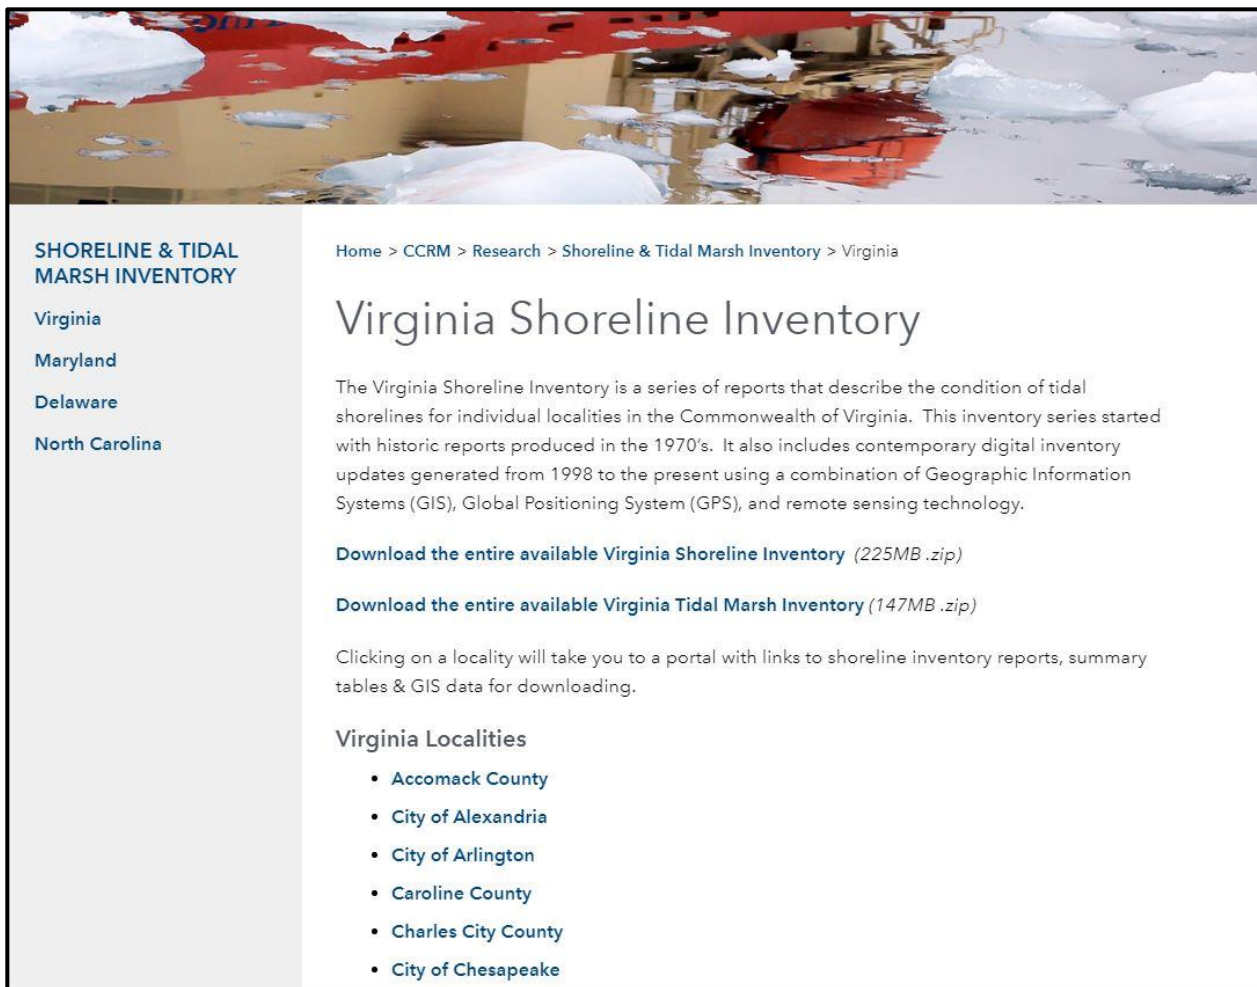 SHORELINE & TIDAL
MARSH INVENTORY
Virginia
Maryland
Delaware
North Carolina
Home > CCRM > Research > Shoreline & Tidal Marsh Inventory > Virginia
Virginia Shoreline Inventory
The Virginia Shoreline Inventory is a series of reports that describe the condition of tidal
shorelines for individual localities in the Commonwealth of Virginia.  This inventory series started
with historic reports produced in the 1970's.  It also includes contemporary digital inventory
updates generated from 1998 to the present using a combination of Geographic Information
Systems (GIS), Global Positioning System (GPS), and remote sensing technology.
Download the entire available Virginia Shoreline Inventory  (225MB .zip)
Download the entire available Virginia Tidal Marsh Inventory (147MB .zip)
Clicking on a locality will take you to a portal with links to shoreline inventory reports, summary
tables & GIS data for downloading.
Virginia Localities
• Accomack County
• City of Alexandria
• City of Arlington
• Caroline County
• Charles City County
• City of Chesapeake